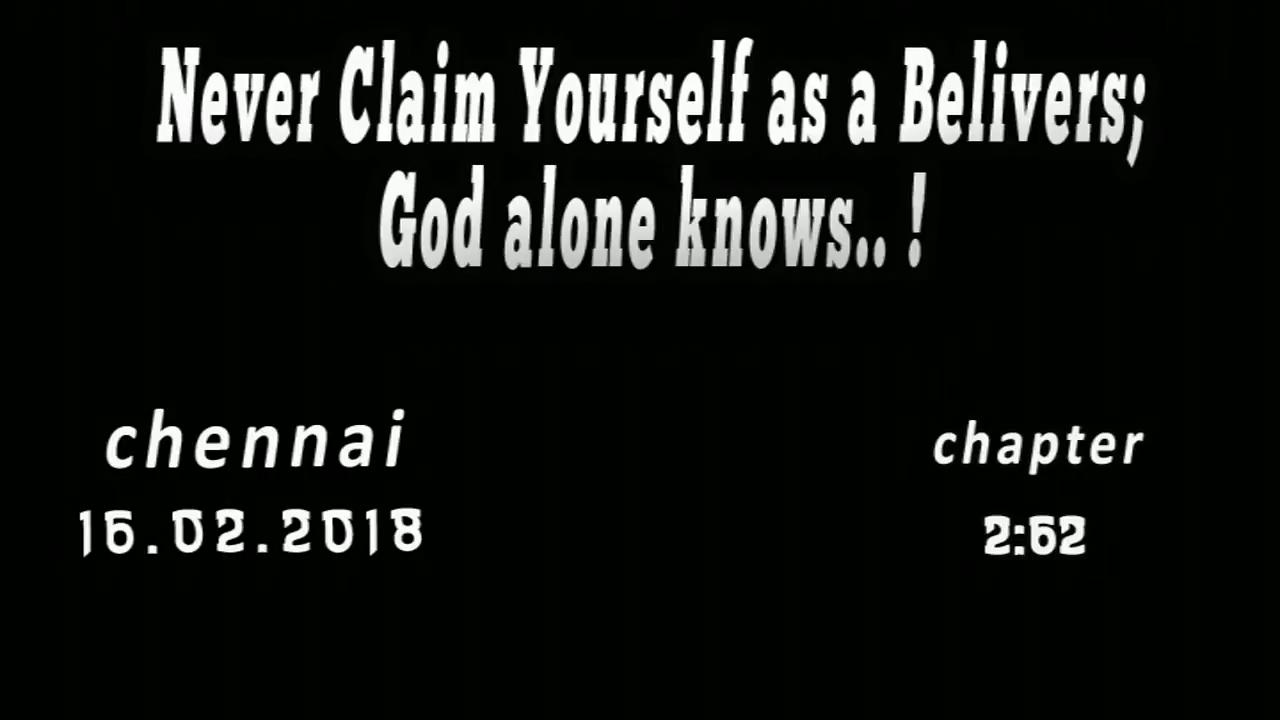 Never Claim Yourself as a Belivers;
God alone knows.. !
chennai
chapter
16.02.2018
2:62